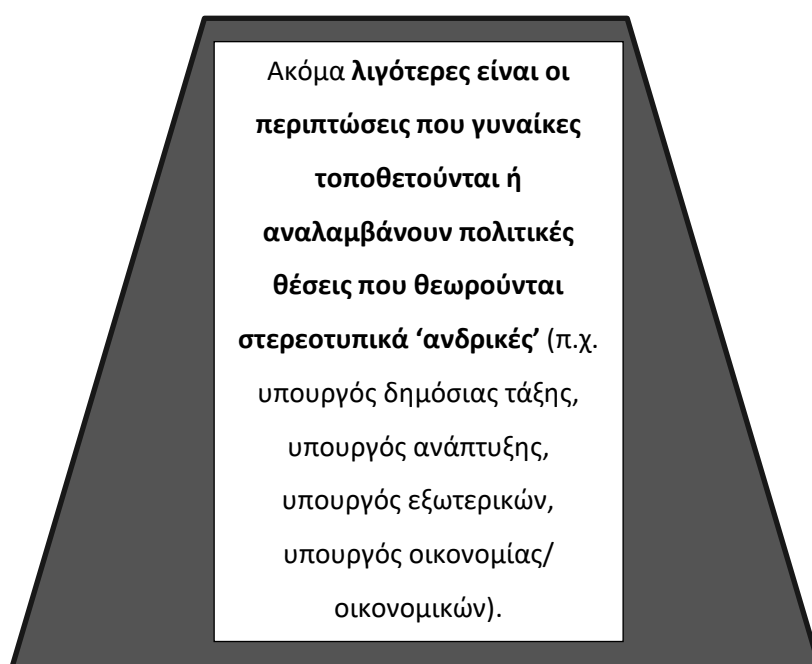 Ακόμα λιγότερες είναι οι
περιπτώσεις που γυναίκες
τοποθετούνται ή
αναλαμβάνουν πολιτικές
θέσεις που θεωρούνται
στερεοτυπικά ‘ανδρικές’ (π.χ.
υπουργός δημόσιας τάξης,
υπουργός ανάπτυξης,
υπουργός εξωτερικών,
υπουργός οικονομίας/
οικονομικών).